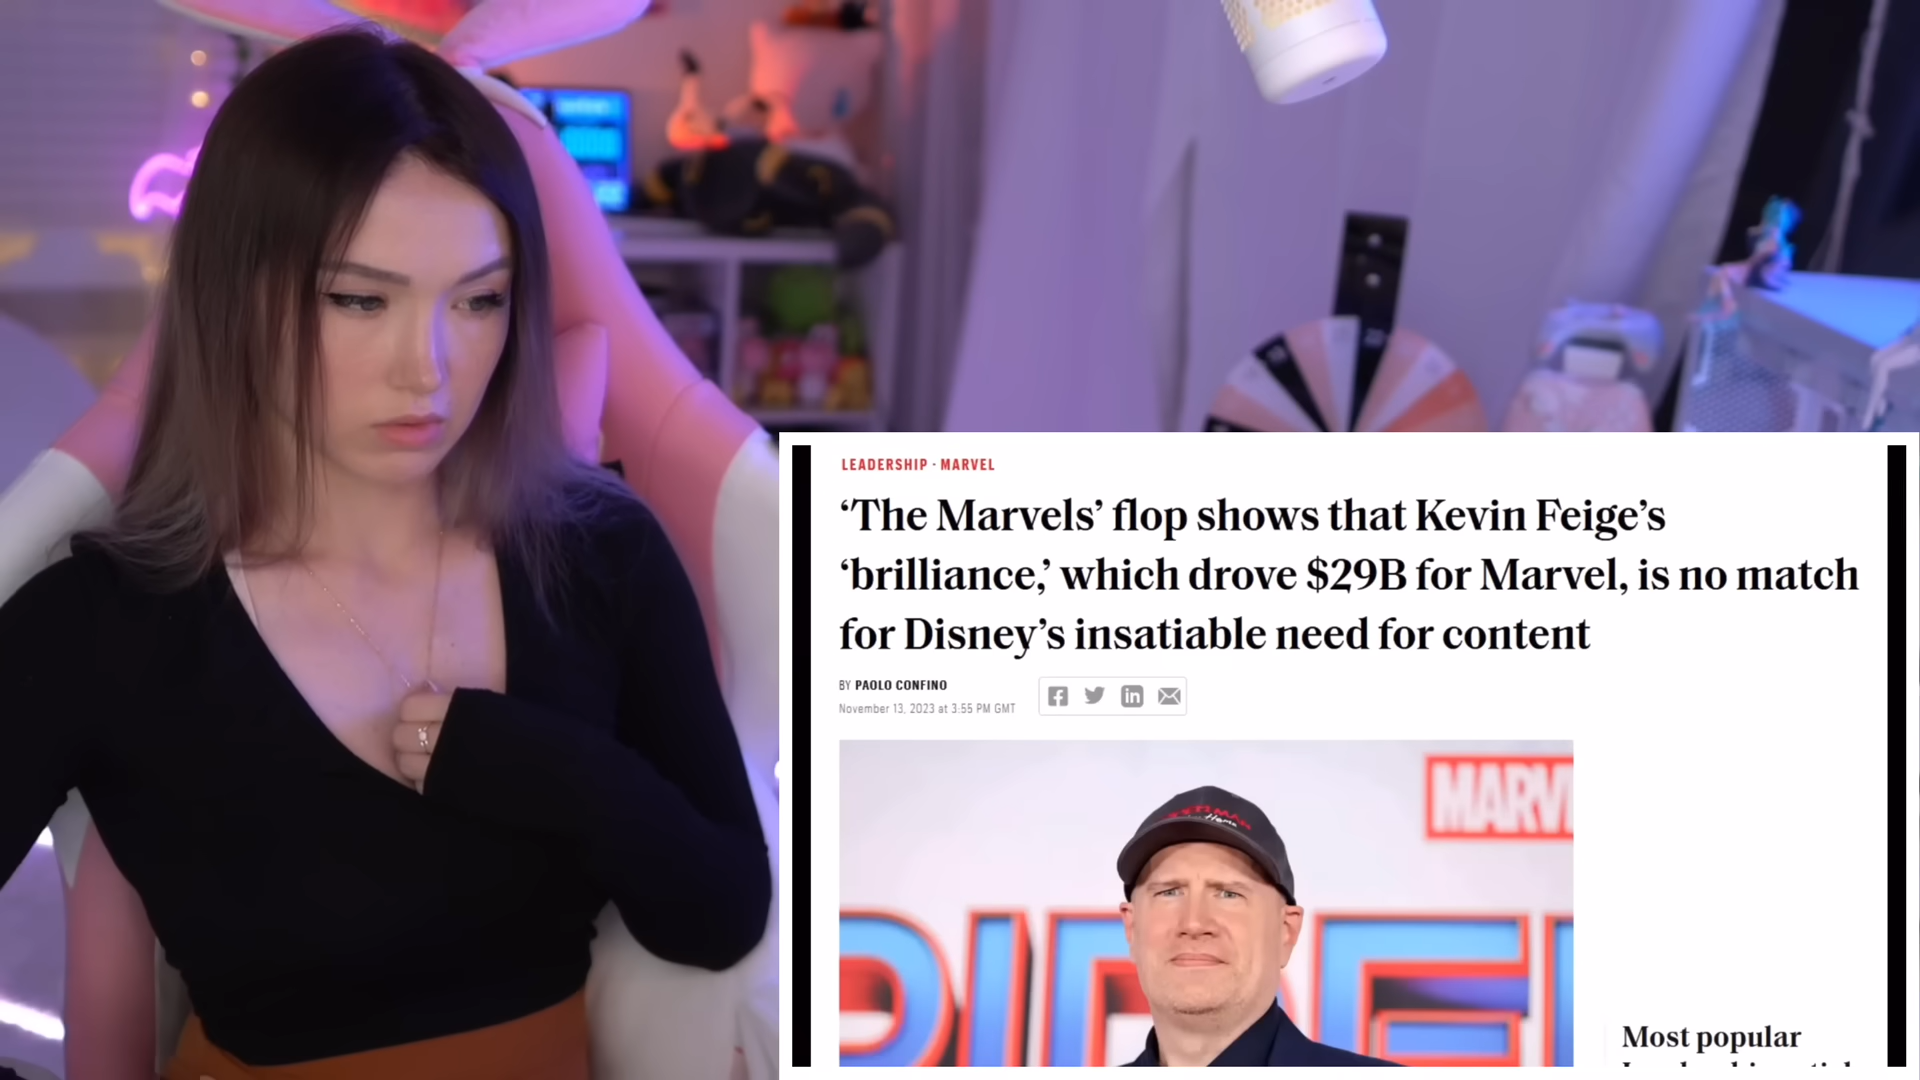 LEADERSHIP · MARVEL
‘The Marvels’ flop shows that Kevin Feige’s
‘brilliance,’ which drove $29B for Marvel, is no match
for Disney’s insatiable need for content
BY PAOLO CONFINO
November 13, 2023 at 3:55 PM GMT
MARV
Home
Most popular